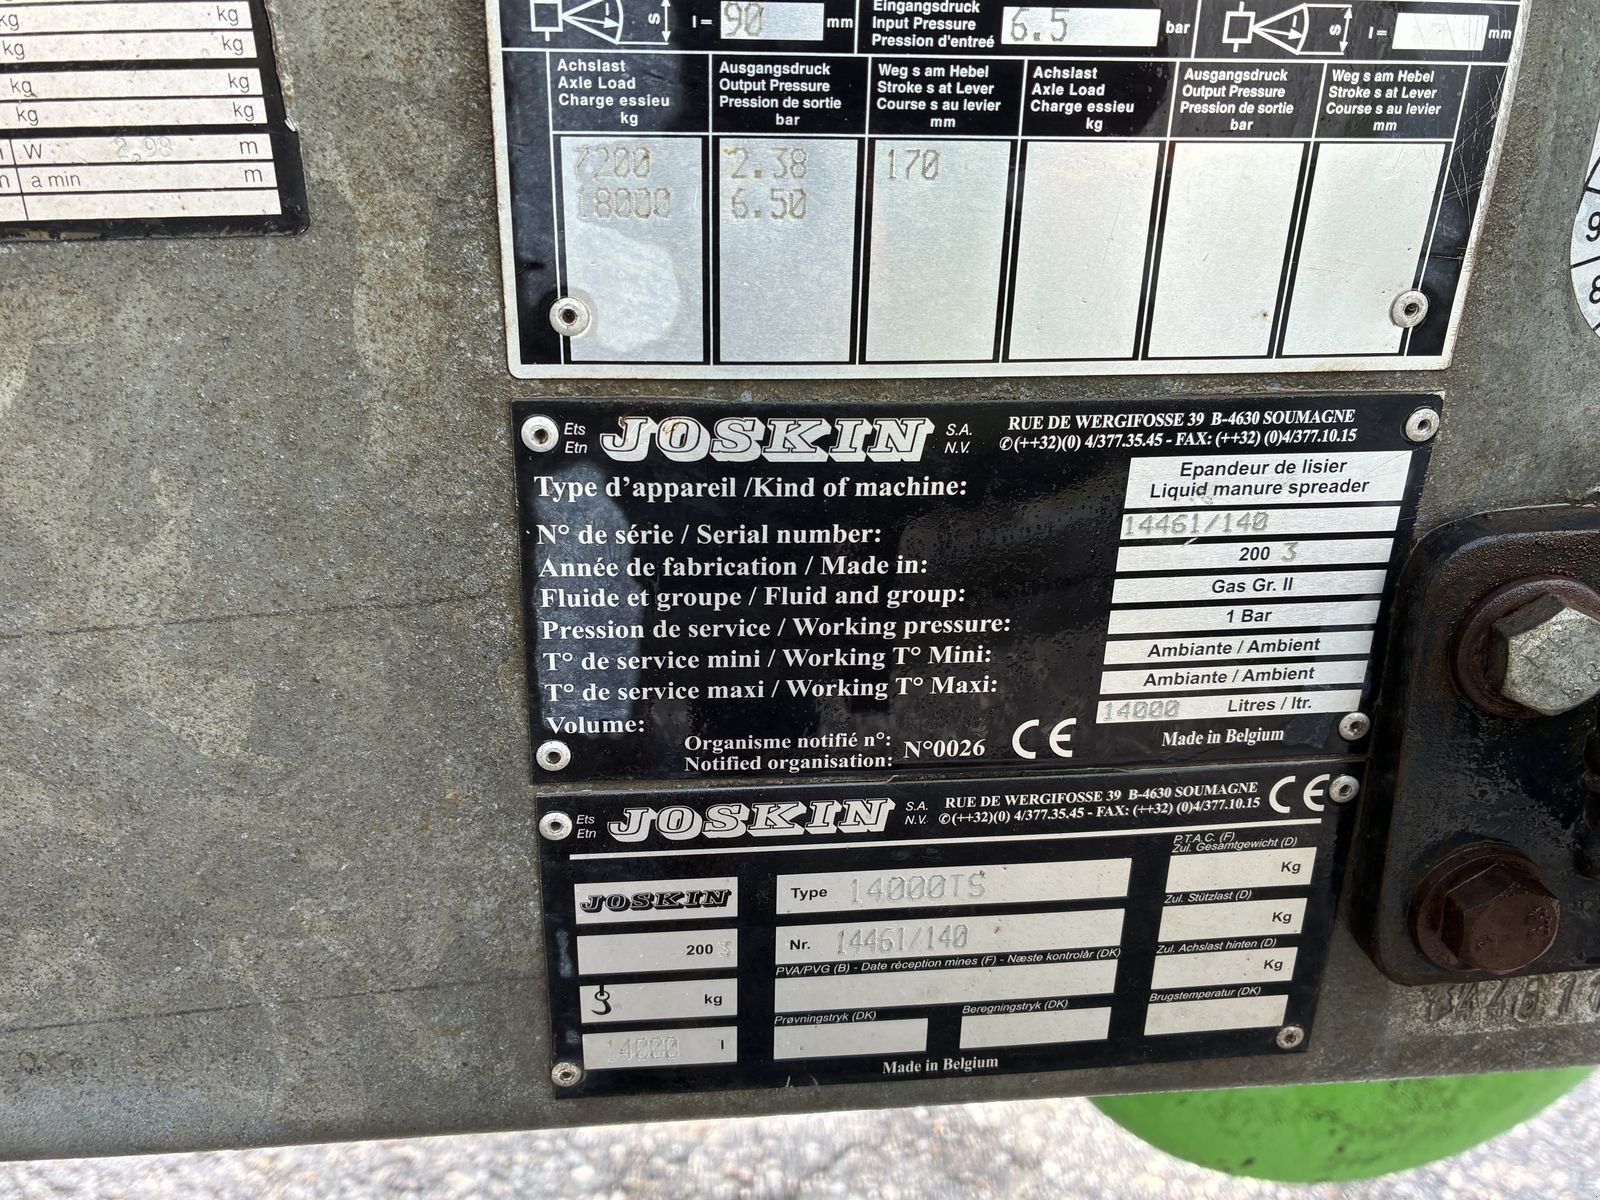 kg kg
kg kg
kg kg
kg kg
W 2.98 m
a min m
s l = 90 mm
Eingangsdruck
Input Pressure
Pression d'entreé
6.5 bar
s l = mm
Achslast
Axle Load
Charge essieu
kg
Ausgangsdruck
Output Pressure
Pression de sortie
bar
Weg s am Hebel
Stroke s at Lever
Course s au levier
mm
Achslast
Axle Load
Charge essieu
kg
Ausgangsdruck
Output Pressure
Pression de sortie
bar
Weg s am Hebel
Stroke s at Lever
Course s au levier
mm
7200 2.38 170
18000 6.50
9
8
Ets
Etn
JOSKIN
S.A.
N.V.
RUE DE WERGIFOSSE 39 B-4630 SOUMAGNE
✆(++32)(0) 4/377.35.45 - FAX: (++32) (0)4/377.10.15
Type d'appareil /Kind of machine:
Epandeur de lisier
Liquid manure spreader
N° de série / Serial number: 14461/140
Année de fabrication / Made in: 2003
Fluide et groupe / Fluid and group: Gas Gr. II
Pression de service / Working pressure: 1 Bar
T° de service mini / Working T° Mini: Ambiante / Ambient
T° de service maxi / Working T° Maxi: Ambiante / Ambient
Volume: 14000 Litres / ltr.
Organisme notifié n°:
Notified organisation:
N°0026 CE
Made in Belgium
Ets
Etn
JOSKIN
S.A.
N.V.
RUE DE WERGIFOSSE 39 B-4630 SOUMAGNE
✆(++32)(0) 4/377.35.45 - FAX: (++32) (0)4/377.10.15
CE
JOSKIN
2003
kg
14000 l
Type 14000TS
Nr. 14461/140
PVA/PVG (B) - Date réception mines (F) - Næste kontrolår (DK)
Prøvningstryk (DK)
Beregningstryk (DK)
P.T.A.C. (F)
Zul. Gesamtgewicht (D)
Kg
Zul. Stützlast (D)
Kg
Zul. Achslast hinten (D)
Kg
Brugstemperatur (DK)
Made in Belgium